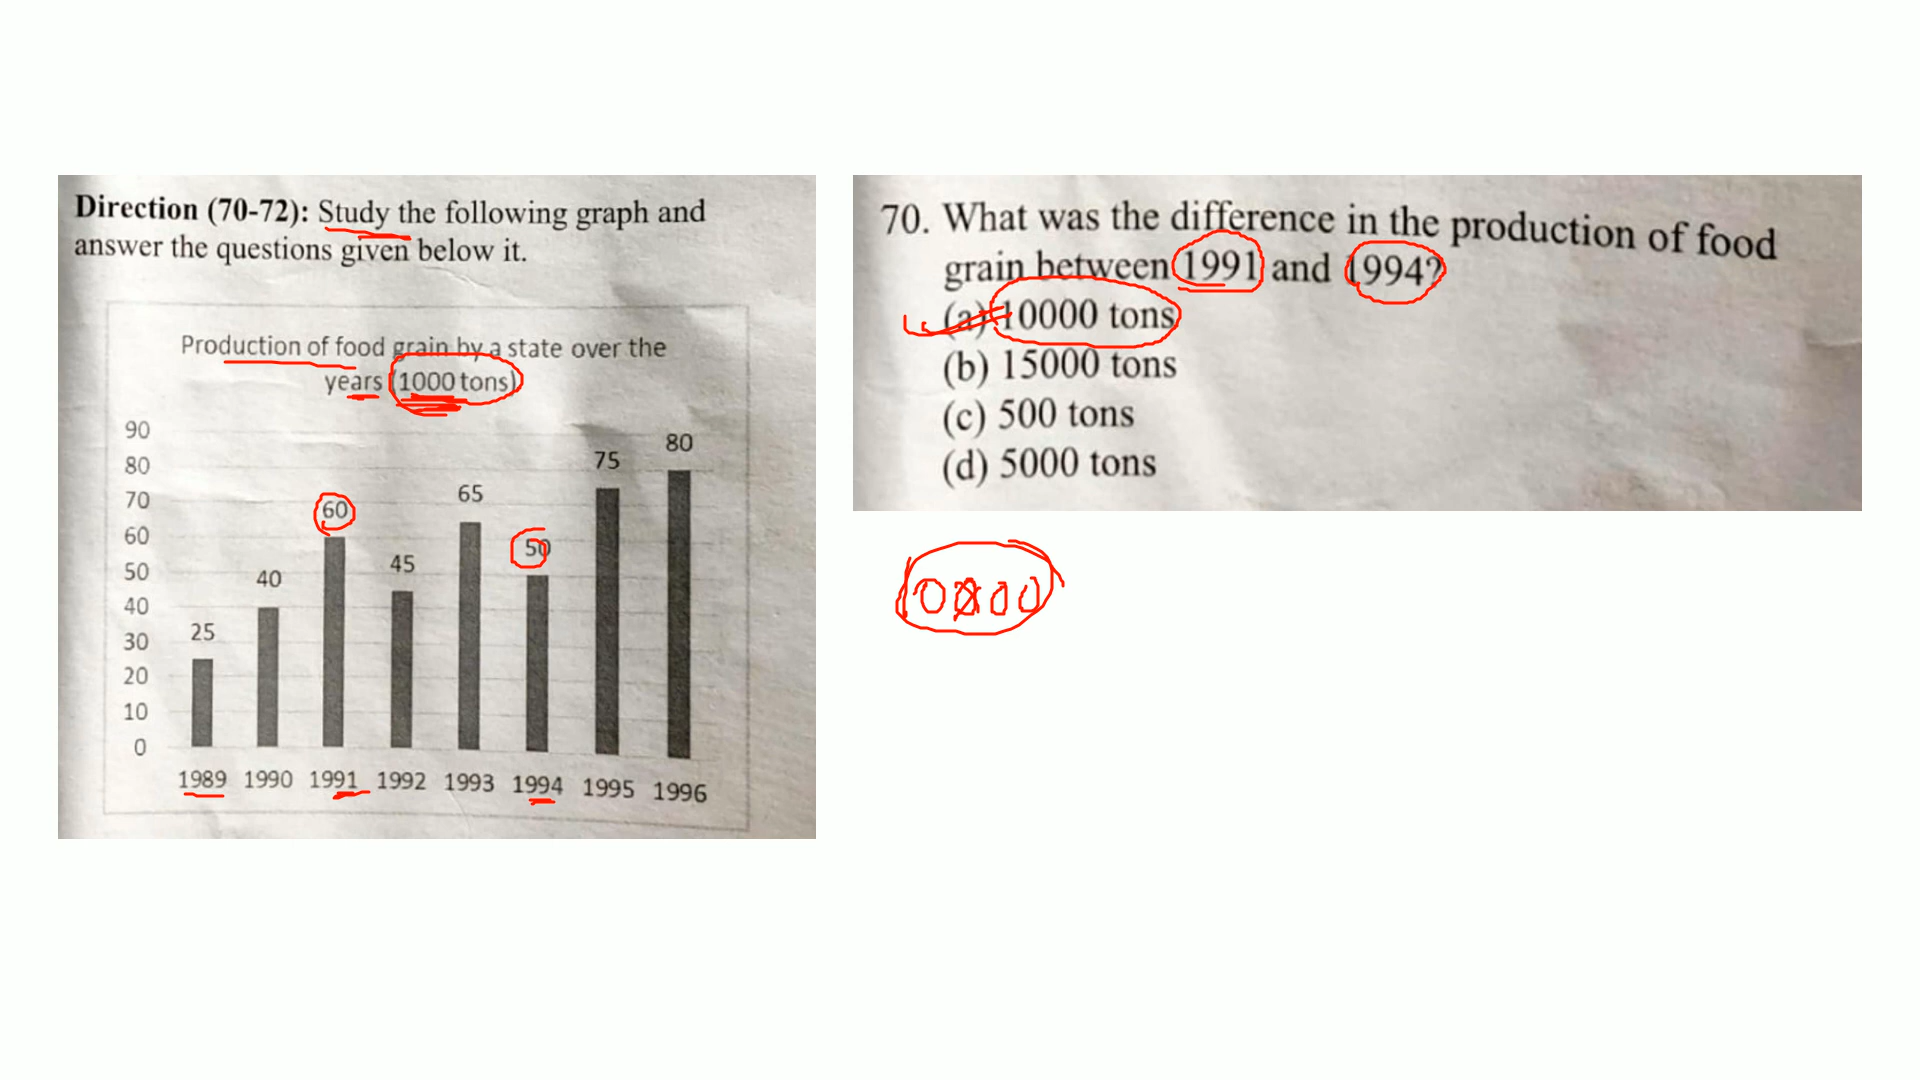 Direction (70-72): Study the following graph and
answer the questions given below it.
Production of food grain by a state over the
years (1000 tons)
90
80
70
60
50
40
30
20
10
0
25
40
60
45
65
50
75
80
1989 1990 1991 1992 1993 1994 1995 1996
70. What was the difference in the production of food
grain between 1991 and 1994?
(a) 10000 tons
(b) 15000 tons
(c) 500 tons
(d) 5000 tons